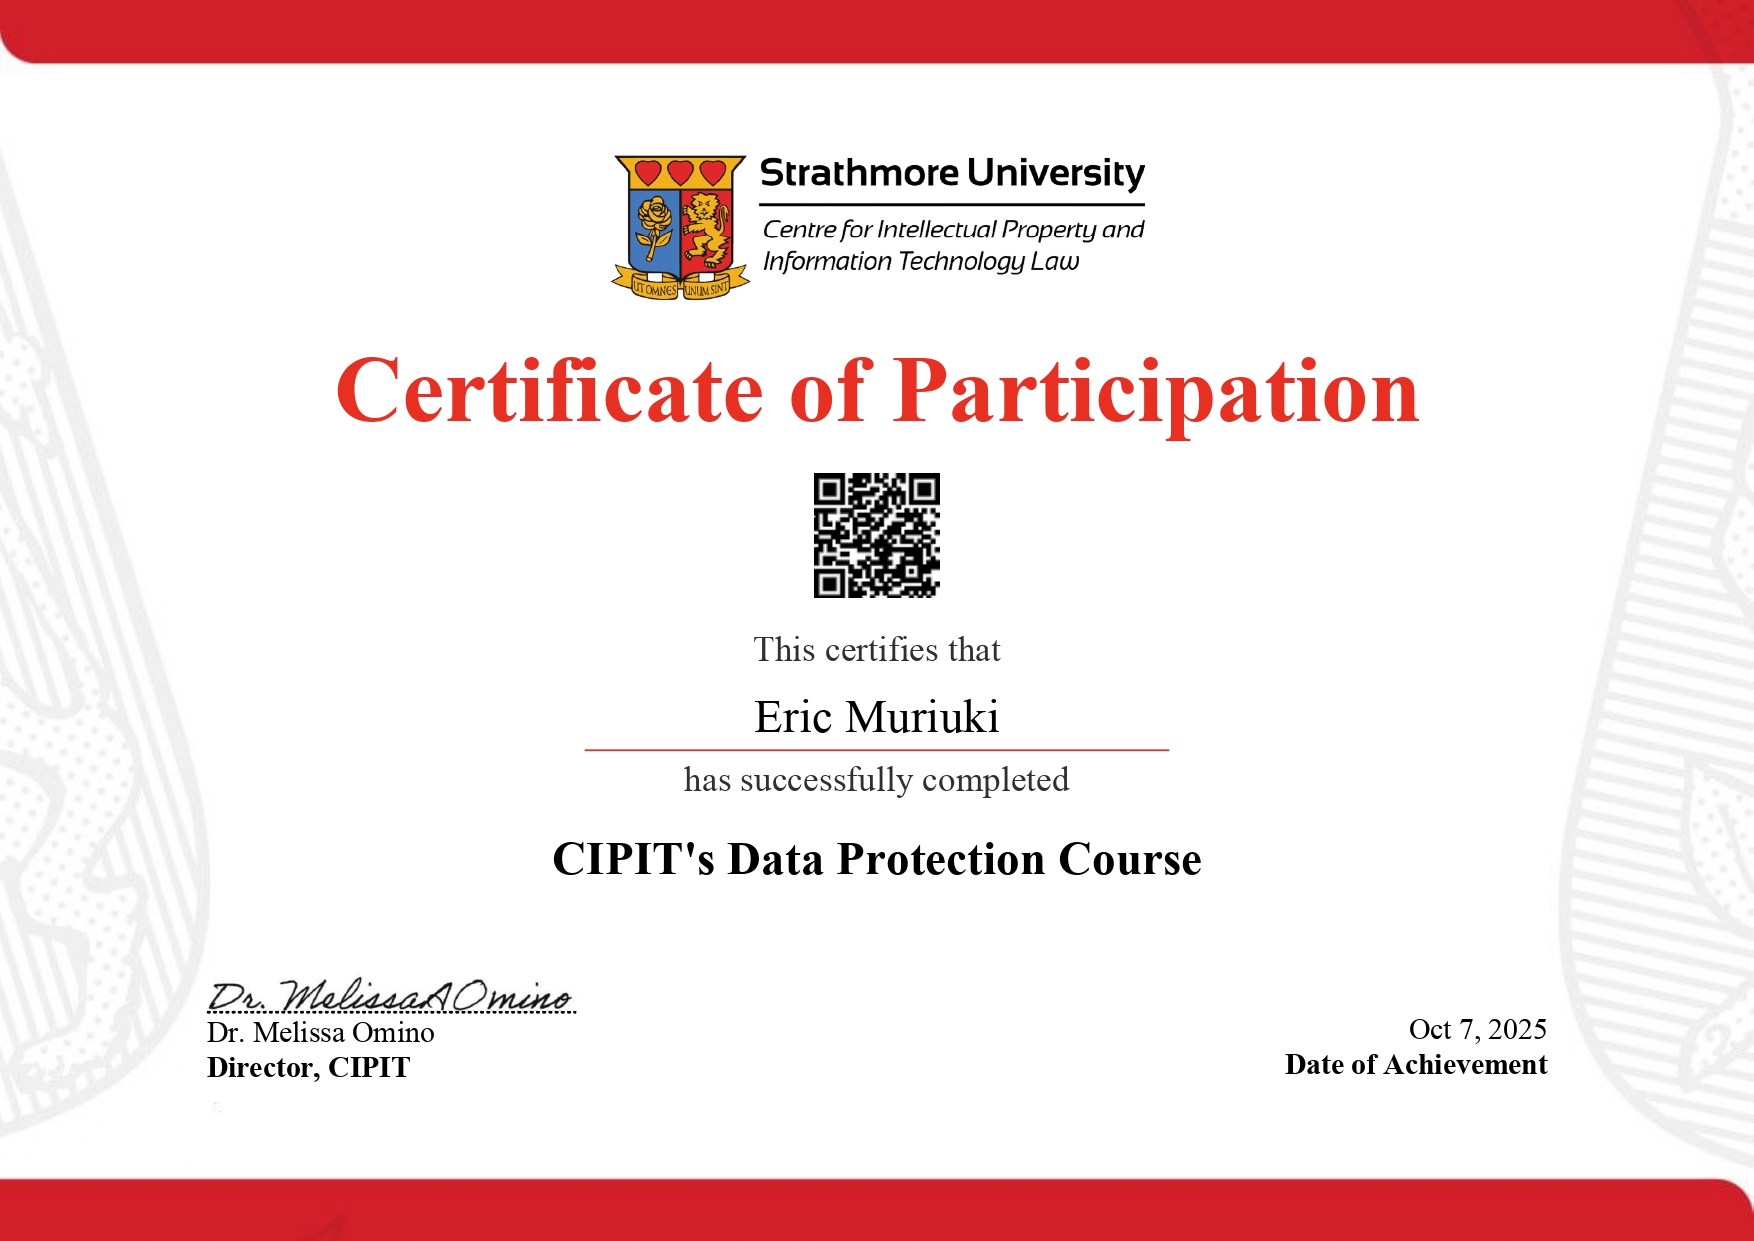 Strathmore University
Centre for Intellectual Property and
Information Technology Law
UT OMNES UNUM SINT
Certificate of Participation
This certifies that
Eric Muriuki
has successfully completed
CIPIT's Data Protection Course
Dr. Melissa A Omino
Dr. Melissa Omino
Director, CIPIT
Oct 7, 2025
Date of Achievement